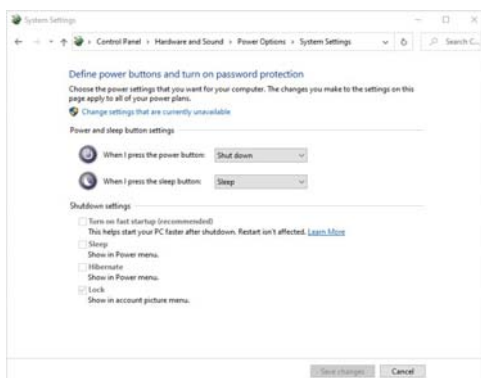 System Settings
Control Panel > Hardware and Sound > Power Options > System Settings
Search C...
Define power buttons and turn on password protection
Choose the power settings that you want for your computer. The changes you make to the settings on this
page apply to all of your power plans.
Change settings that are currently unavailable
Power and sleep button settings
When I press the power button: Shut down
When I press the sleep button: Sleep
Shutdown settings
Turn on fast startup (recommended)
This helps start your PC faster after shutdown. Restart isn't affected. Learn More
Sleep
Show in Power menu.
Hibernate
Show in Power menu.
Lock
Show in account picture menu.
Save changes Cancel